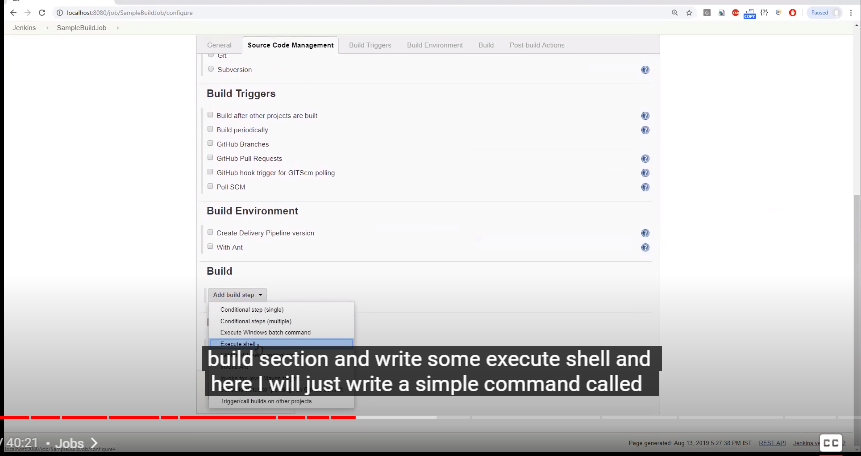 localhost:8080/job/SampleBuildJob/configure
Paused
Jenkins
SampleBuildJob
General
Source Code Management
Build Triggers
Build Environment
Build
Post-build Actions
Git
Subversion
Build Triggers
Build after other projects are built
Build periodically
GitHub Branches
GitHub Pull Requests
GitHub hook trigger for GITScm polling
Poll SCM
Build Environment
Create Delivery Pipeline version
With Ant
Build
Add build step
Conditional step (single)
Conditional steps (multiple)
Execute Windows batch command
Execute shell
build section and write some execute shell and
here I will just write a simple command called
Trigger/call builds on other projects
/ 40:21 • Jobs
CC
Page generated: Aug 13, 2019 5:27:38 PM IST
REST API
Jenkins